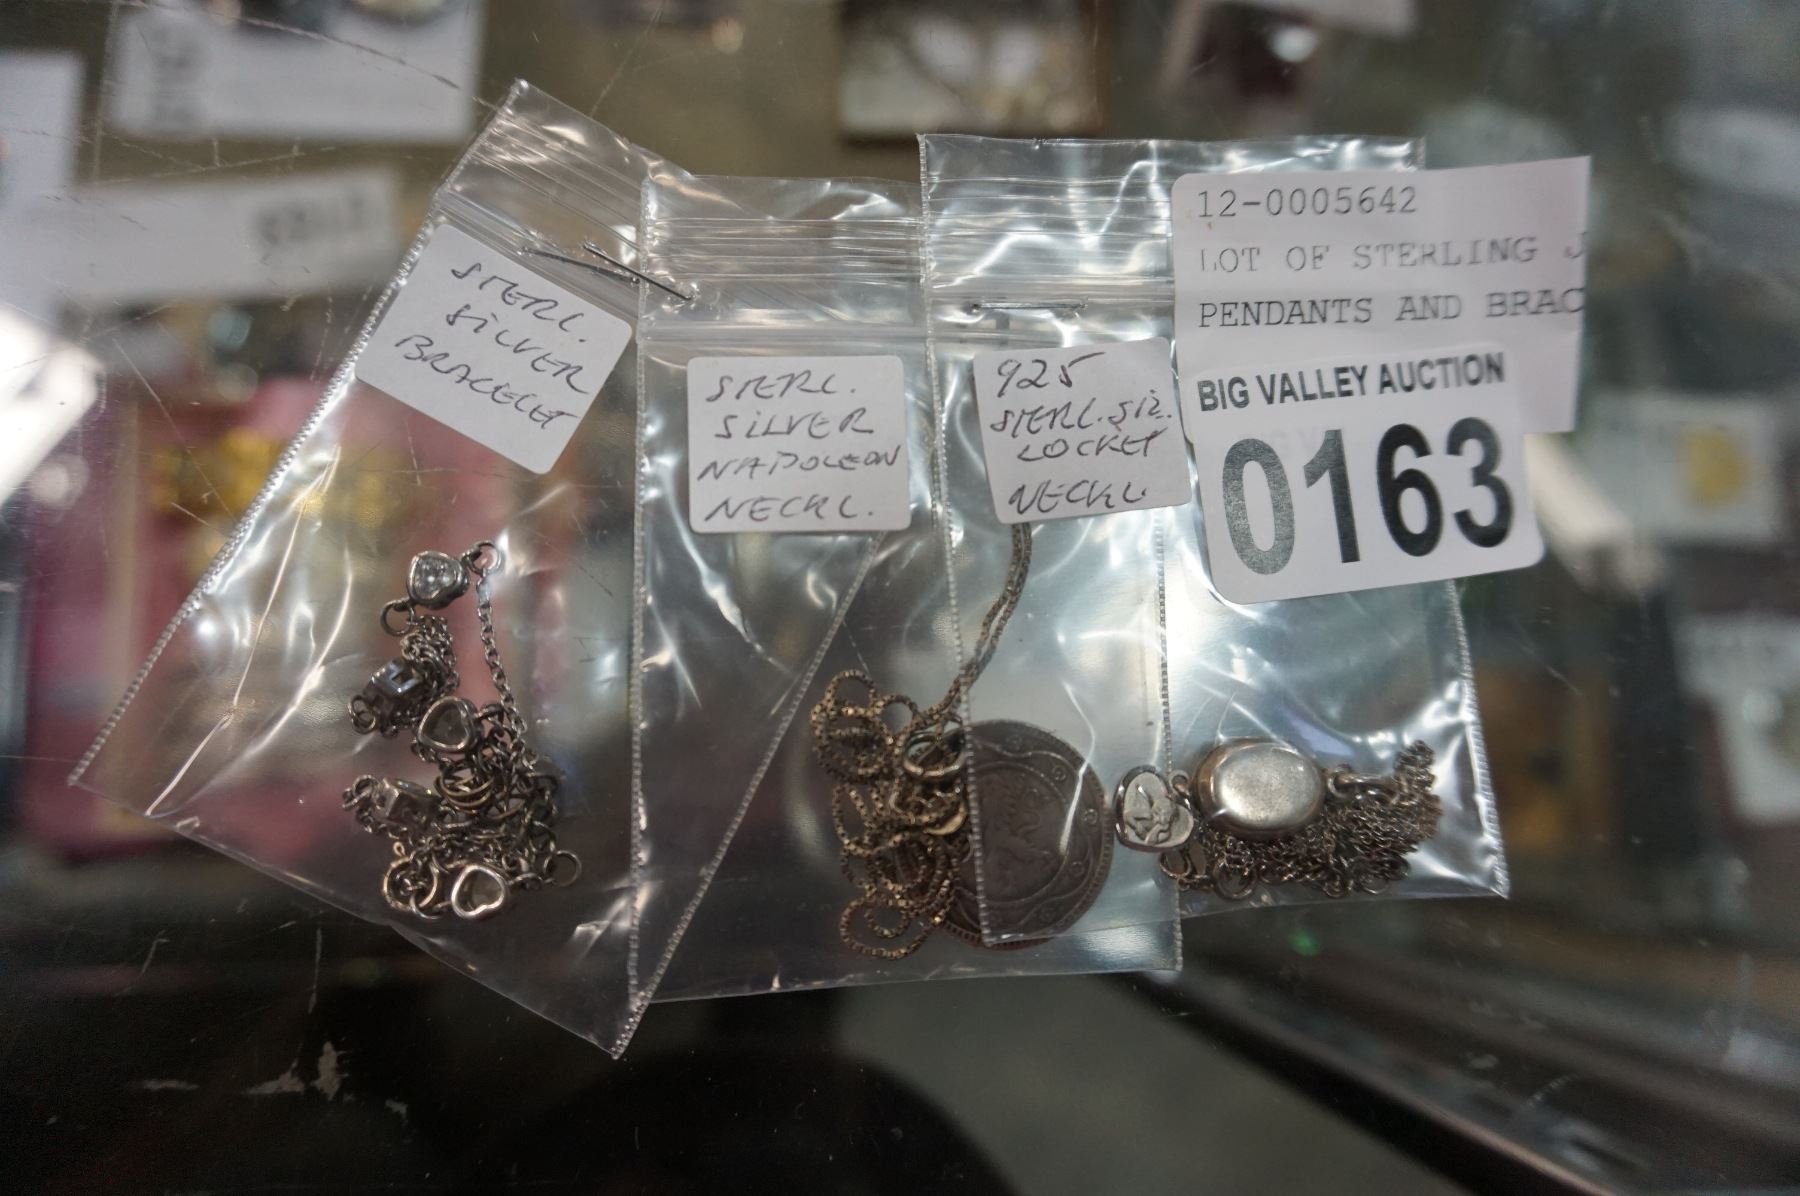 STERL.
SILVER
BRACELET
STERL.
SILVER
NAPOLEON
NECKL.
925
STERL. SIL.
LOCKET
NECKL.
12-0005642
LOT OF STERLING J
PENDANTS AND BRAC
BIG VALLEY AUCTION
0163